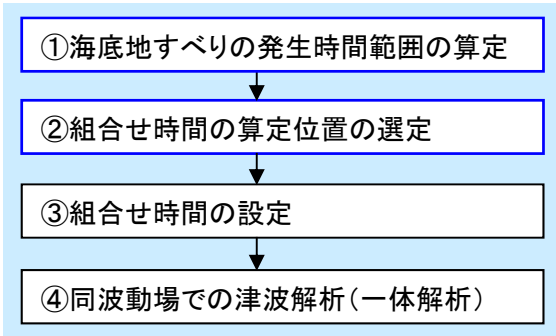 ①海底地すべりの発生時間範囲の算定
②組合せ時間の算定位置の選定
③組合せ時間の設定
④同波動場での津波解析(一体解析)